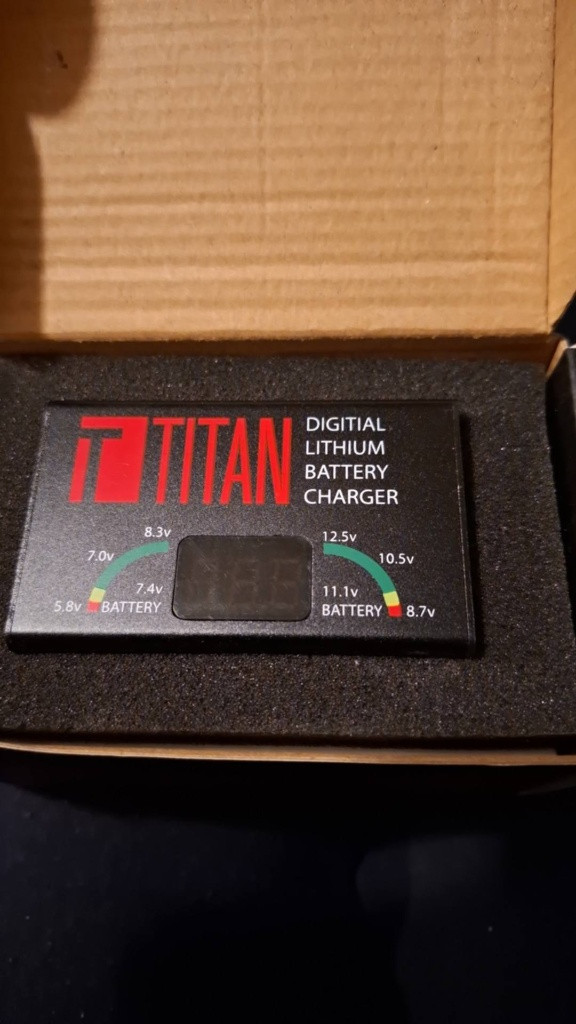 TITAN
DIGITIAL
LITHIUM
BATTERY
CHARGER
8.3v
7.0v
7.4v
5.8v BATTERY
12.5v
10.5v
11.1v
BATTERY 8.7v